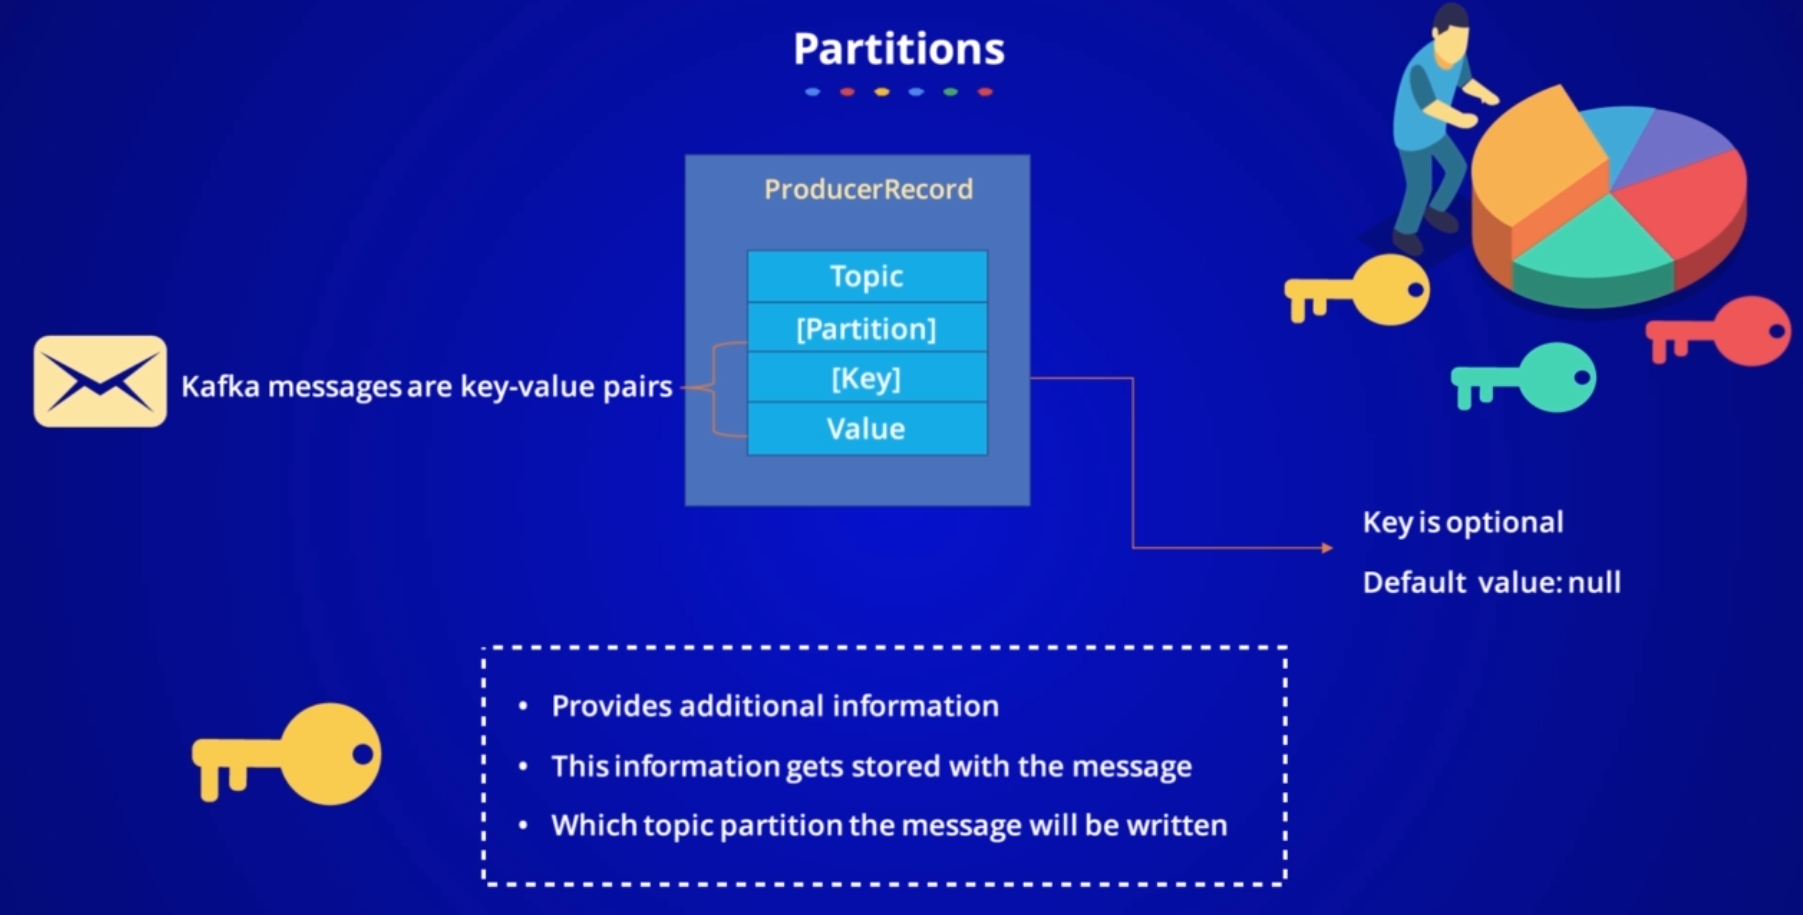 Partitions
ProducerRecord
Topic
[Partition]
[Key]
Value
Kafka messages are key-value pairs
Key is optional
Default value: null
• Provides additional information
• This information gets stored with the message
• Which topic partition the message will be written